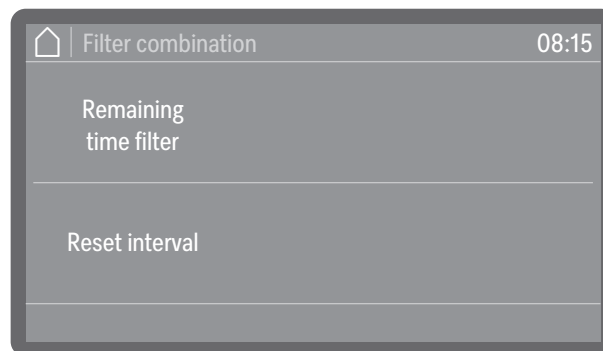 Filter combination 08:15
Remaining
time filter
Reset interval